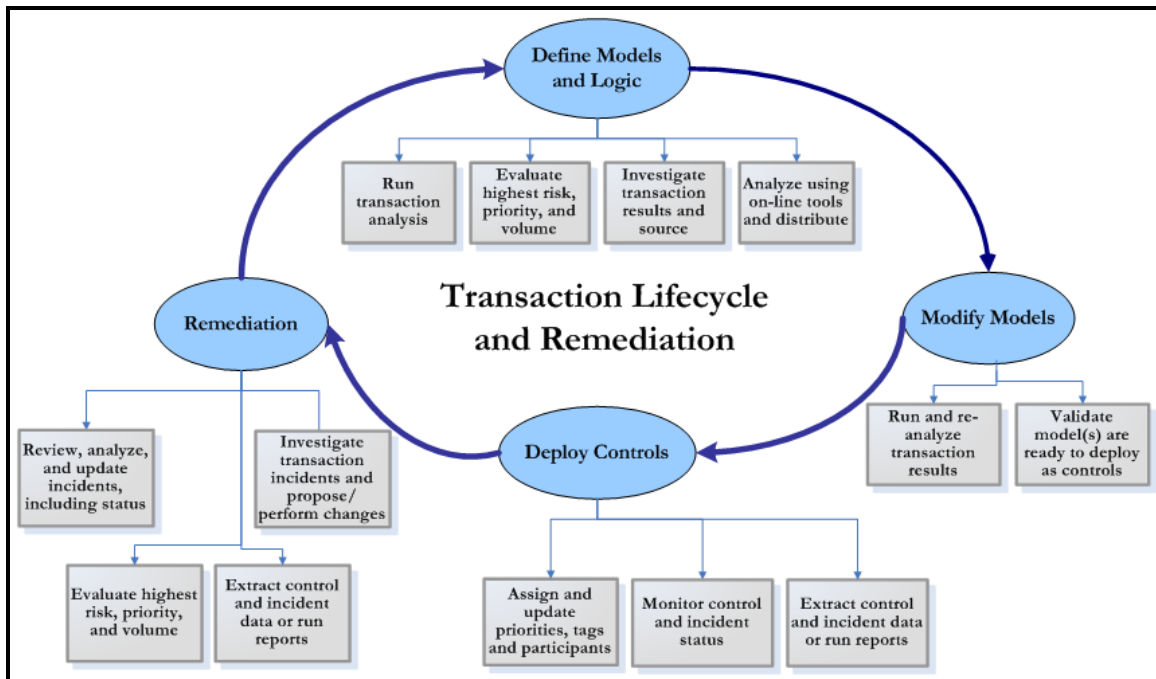 Define Models
and Logic
Run
transaction
analysis
Evaluate
highest risk,
priority, and
volume
Investigate
transaction
results and
source
Analyze using
on-line tools
and distribute
Transaction Lifecycle
and Remediation
Remediation
Modify Models
Run and re-
analyze
transaction
results
Validate
model(s) are
ready to deploy
as controls
Deploy Controls
Review, analyze,
and update
incidents,
including status
Investigate
transaction
incidents and
propose/
perform changes
Evaluate highest
risk, priority,
and volume
Extract control
and incident
data or run
reports
Assign and
update
priorities, tags
and participants
Monitor control
and incident
status
Extract control
and incident data
or run reports